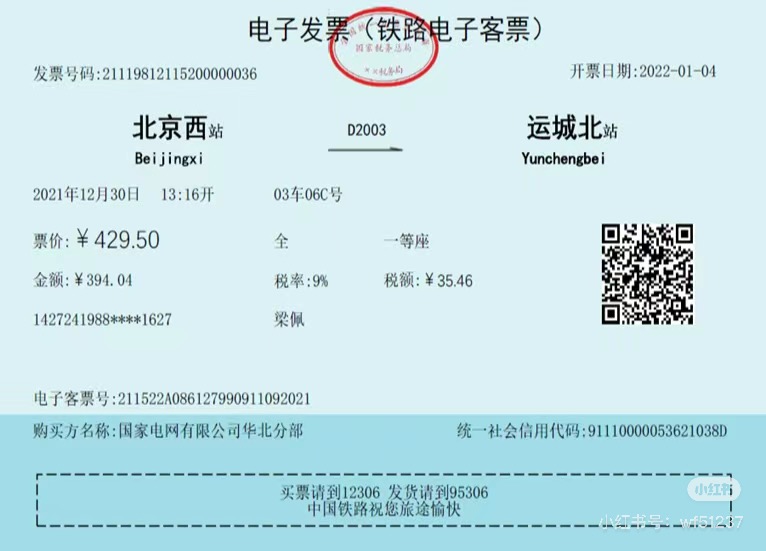 电子发票（铁路电子客票）
国家税务总局
税务局
发票号码:21119812115200000036
开票日期:2022-01-04
北京西站 D2003 运城北站
Beijingxi Yunchengbei
2021年12月30日 13:16开 03车06C号
票价:￥429.50 全 一等座
金额:￥394.04 税率:9% 税额:￥35.46
1427241988****1627 梁佩
电子客票号:211522A086127990911092021
购买方名称:国家电网有限公司华北分部 统一社会信用代码:91110000053621038D
买票请到12306 发货请到95306
中国铁路祝您旅途愉快
小红书
小红书号: wf51237